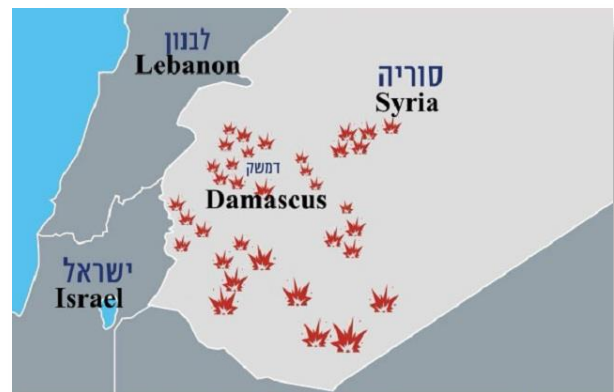 לבנון
Lebanon
סוריה
Syria
דמשק
Damascus
ישראל
Israel